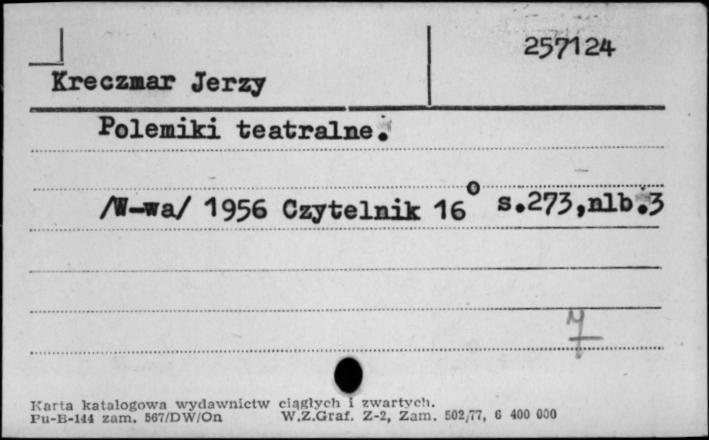 257124
Kreczmar Jerzy
Polemiki teatralne.
/W-wa/ 1956 Czytelnik 16° s.273,nlb.3
Karta katalogowa wydawnictw ciągłych i zwartych.
Pu-B-144 zam. 567/DW/On W.Z.Graf. Z-2, Zam. 502/77, 6 400 000